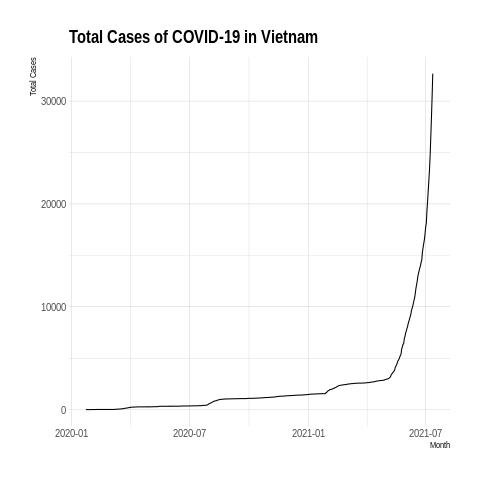 Total Cases of COVID-19 in Vietnam
Total Cases
30000
20000
10000
0
2020-01 2020-07 2021-01 2021-07
Month